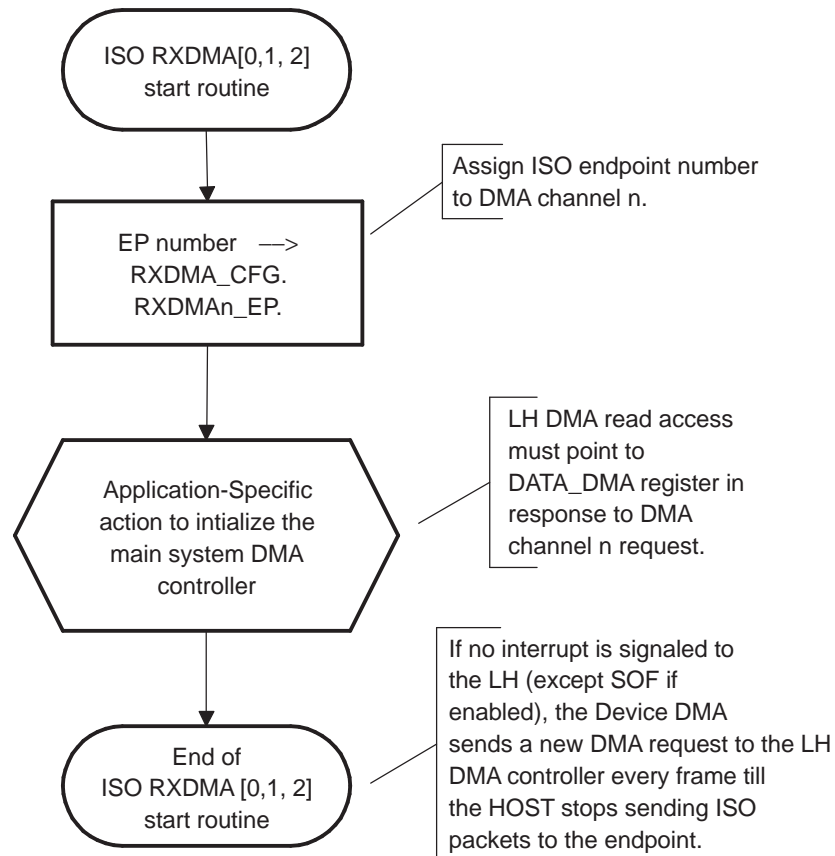 ISO RXDMA[0,1, 2]
start routine
Assign ISO endpoint number
to DMA channel n.
EP number −−>
RXDMA_CFG.
RXDMAn_EP.
LH DMA read access
must point to
DATA_DMA register in
response to DMA
channel n request.
Application-Specific
action to intialize the
main system DMA
controller
If no interrupt is signaled to
the LH (except SOF if
enabled), the Device DMA
sends a new DMA request to the LH
DMA controller every frame till
the HOST stops sending ISO
packets to the endpoint.
End of
ISO RXDMA [0,1, 2]
start routine